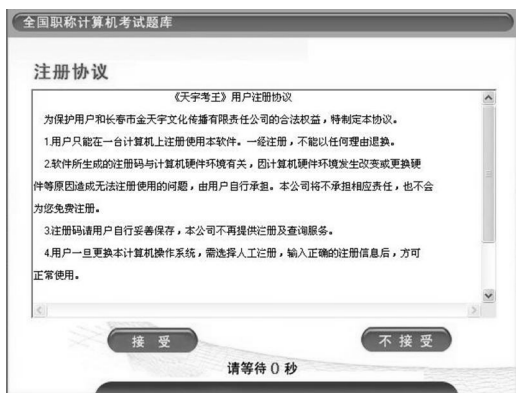 全国职称计算机考试题库
注册协议
《天宇考王》用户注册协议
为保护用户和长春市金天宇文化传播有限责任公司的合法权益，特制定本协议。
1.用户只能在一台计算机上注册使用本软件。一经注册，不能以任何理由退换。
2.软件所生成的注册码与计算机硬件环境有关，因计算机硬件环境发生改变或更换硬
件等原因造成无法注册使用的问题，由用户自行承担。本公司将不承担相应责任，也不会
为您免费注册。
3.注册码请用户自行妥善保存，本公司不再提供注册及查询服务。
4.用户一旦更换本计算机操作系统，需选择人工注册，输入正确的注册信息后，方可
正常使用。
接 受
不 接 受
请等待 0 秒